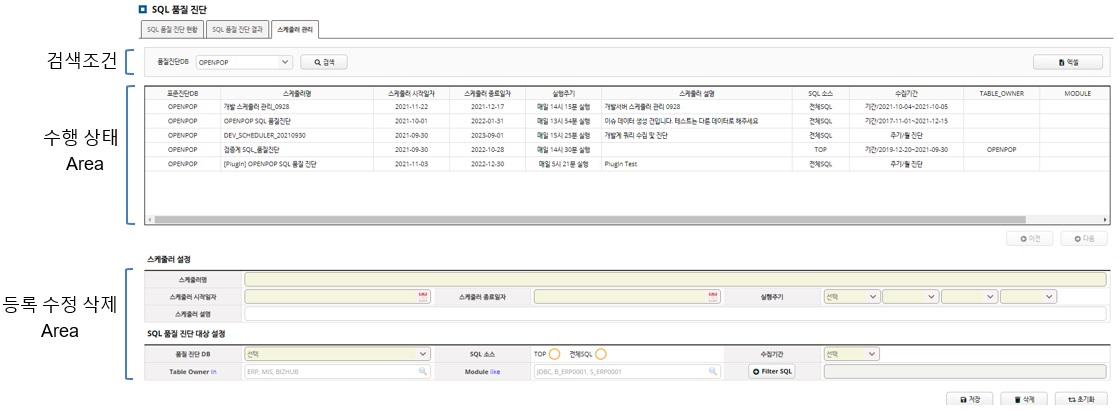 SQL 품질 진단
SQL 품질 진단 현황 SQL 품질 진단 결과 스케줄러 관리
검색조건
품질진단DB OPENPOP 검색 엑셀
수행 상태
Area
표준진단DB 스케줄러명 스케줄러 시작일자 스케줄러 종료일자 실행주기 스케줄러 설명 SQL 소스 수집기간 TABLE_OWNER MODULE
OPENPOP 개발 스케줄러 관리_0928 2021-11-22 2021-12-17 매일 14시 15분 실행 개발서버 스케줄러 관리 0928 전체SQL 기간/2021-10-04~2021-10-05
OPENPOP OPENPOP SQL 품질진단 2021-10-01 2022-01-31 매일 13시 54분 실행 이슈 데이터 생성 건입니다. 테스트는 다른 데이터로 해주세요 전체SQL 기간/2017-11-01~2021-12-15
OPENPOP DEV_SCHEDULER_20210930 2021-09-30 2023-09-01 매일 15시 25분 실행 개발계 쿼리 수집 및 진단 전체SQL 주기/월 진단
OPENPOP 검증계 SQL_품질진단 2021-09-30 2022-10-28 매일 14시 30분 실행 TOP 기간/2019-12-20~2021-09-30 OPENPOP
OPENPOP [Plugin] OPENPOP SQL 품질 진단 2021-11-03 2022-12-30 매일 5시 21분 실행 Plugin Test 전체SQL 주기/월 진단
이전 다음
등록 수정 삭제
Area
스케줄러 설정
스케줄러명
스케줄러 시작일자 스케줄러 종료일자 실행주기 선택
스케줄러 설명
SQL 품질 진단 대상 설정
품질 진단 DB 선택 SQL 소스 TOP 전체SQL 수집기간 선택
Table Owner in ERP, MIS, BIZHUB Module like JDBC, B_ERP0001, S_ERP0001 Filter SQL
저장 삭제 초기화